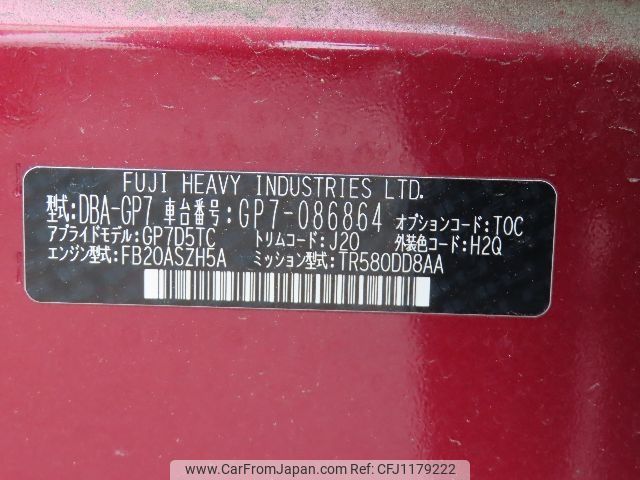 FUJI HEAVY INDUSTRIES LTD.
型式:DBA-GP7 車台番号:GP7-086864 オプションコード:TOC
アプライドモデル:GP7D5TC トリムコード:J20 外装色コード:H2Q
エンジン型式:FB20ASZH5A ミッション型式:TR580DD8AA
www.carfromjapan.com Ref No. CFJ1179222